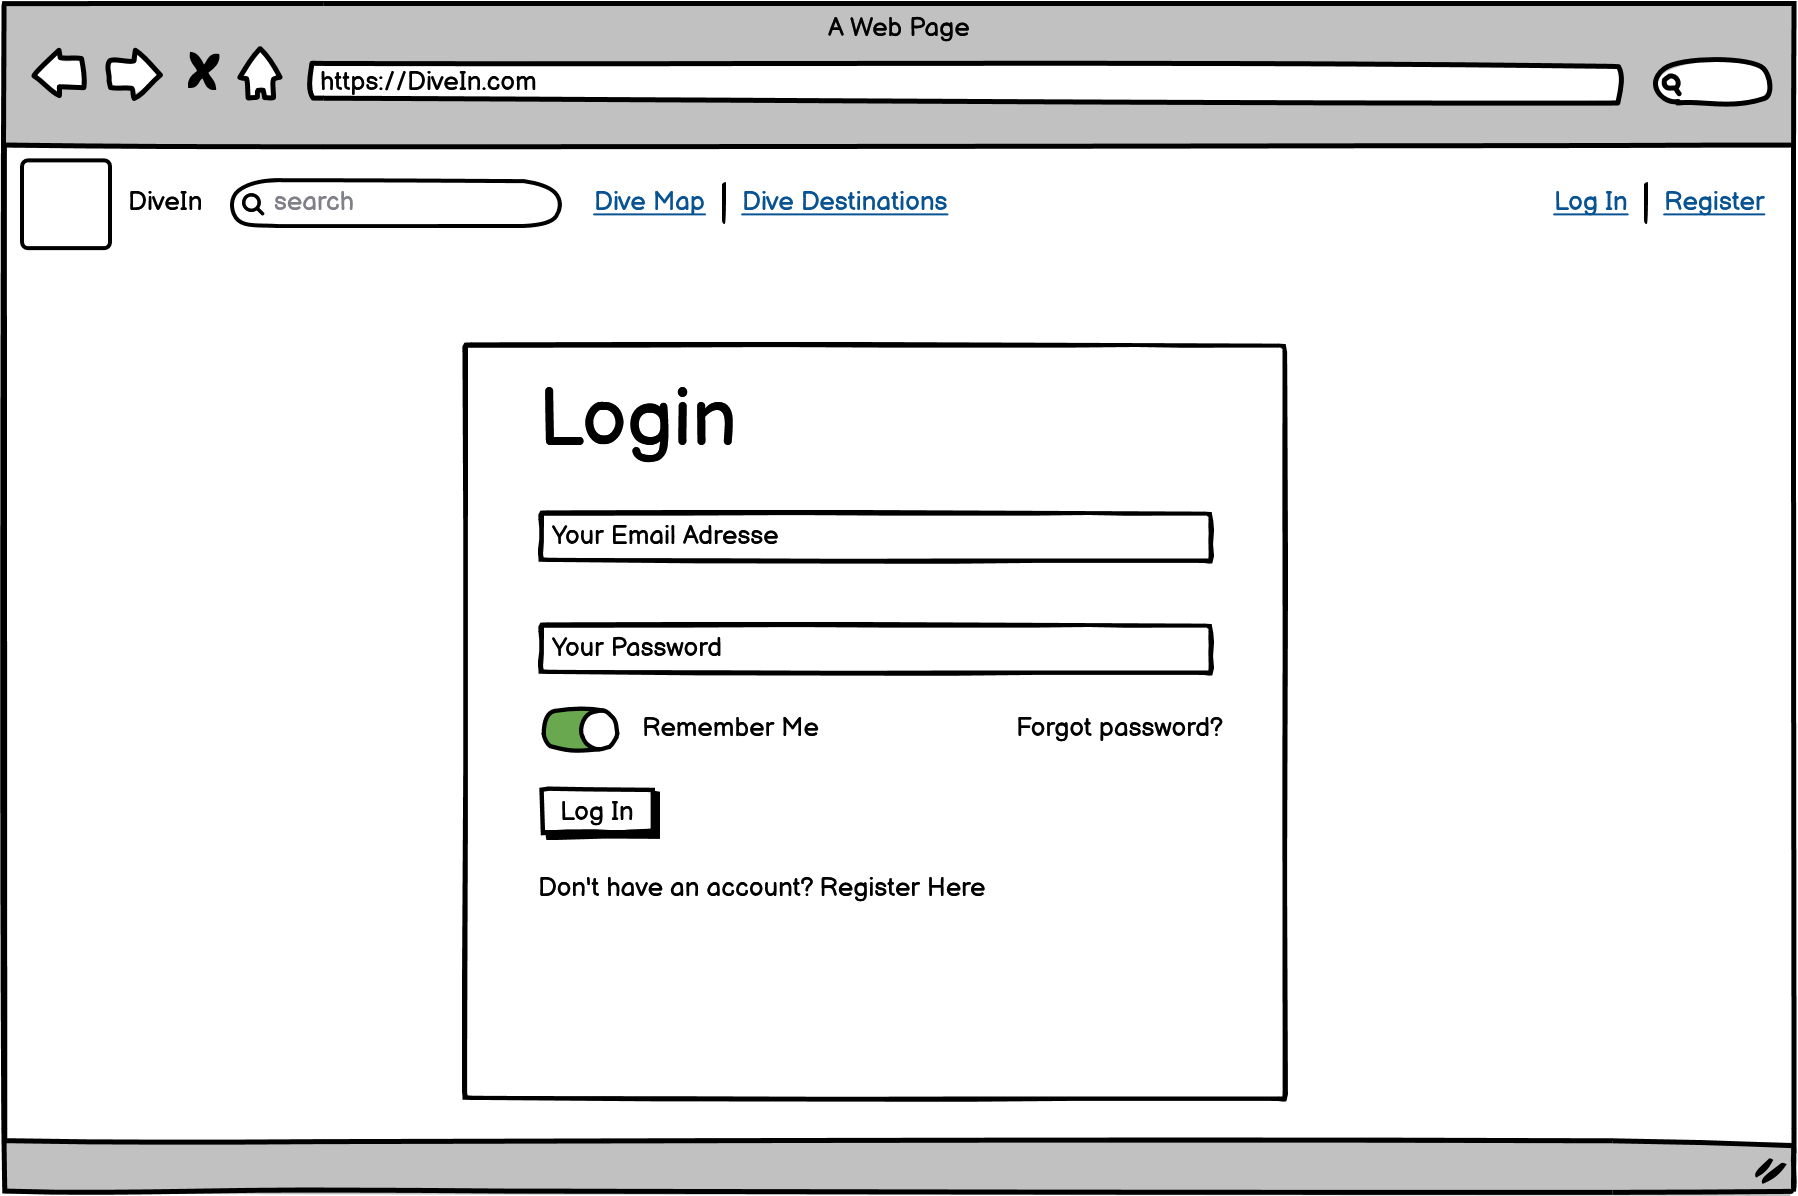 A Web Page
https://DiveIn.com
DiveIn search Dive Map Dive Destinations Log In Register
Login
Your Email Adresse
Your Password
Remember Me Forgot password?
Log In
Don't have an account? Register Here